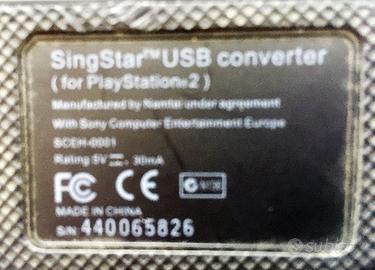 SingStar™ USB converter
(for PlayStation®2)
Manufactured by Namtai under agreement
With Sony Computer Entertainment Europe
SCEH-0001
Rating 5V ⎓ 30mA
FC CE
MADE IN CHINA
S/N 440065826
subito